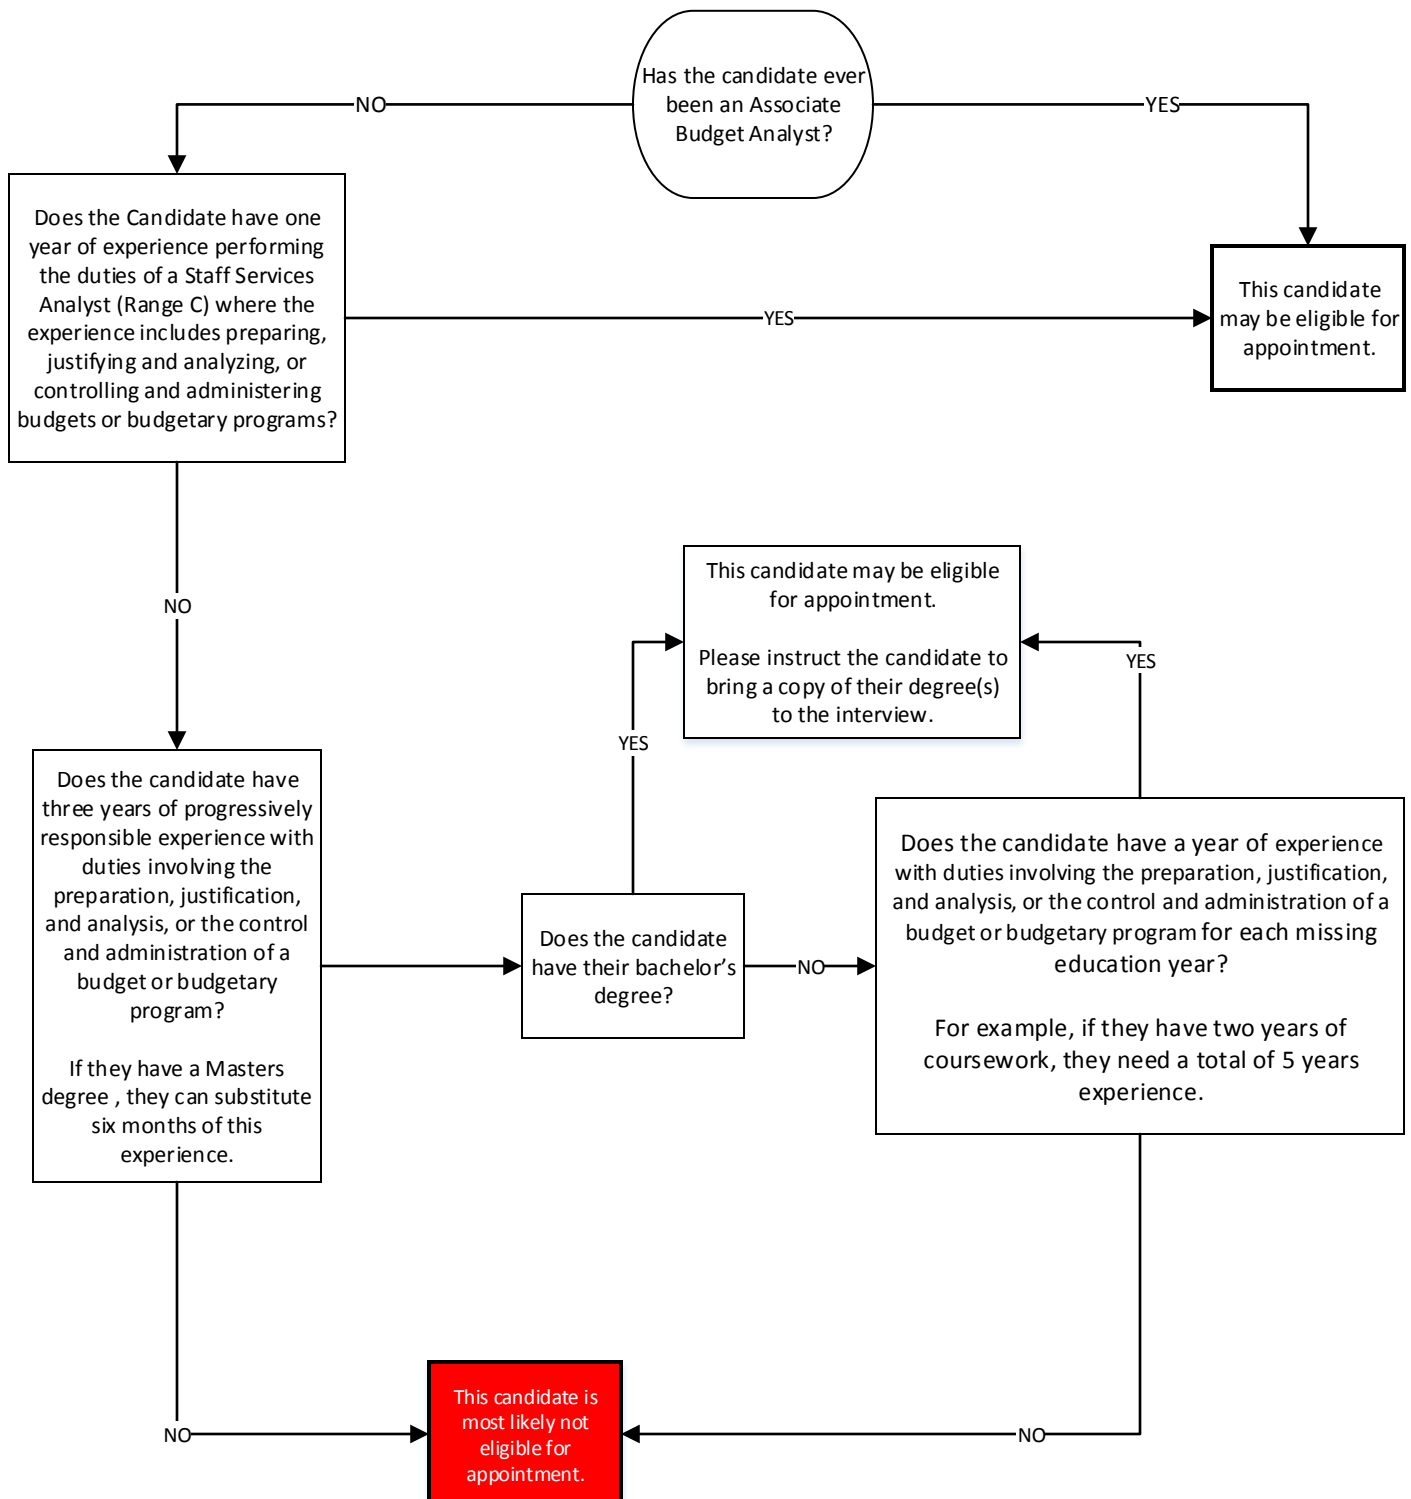 Has the candidate ever
been an Associate
Budget Analyst?
NO
YES
Does the Candidate have one
year of experience performing
the duties of a Staff Services
Analyst (Range C) where the
experience includes preparing,
justifying and analyzing, or
controlling and administering
budgets or budgetary programs?
YES
This candidate
may be eligible for
appointment.
NO
This candidate may be eligible
for appointment.
Please instruct the candidate to
bring a copy of their degree(s)
to the interview.
YES
YES
Does the candidate have
three years of progressively
responsible experience with
duties involving the
preparation, justification,
and analysis, or the control
and administration of a
budget or budgetary
program?
If they have a Masters
degree , they can substitute
six months of this
experience.
Does the candidate
have their bachelor’s
degree?
NO
Does the candidate have a year of experience
with duties involving the preparation, justification,
and analysis, or the control and administration of a
budget or budgetary program for each missing
education year?
For example, if they have two years of
coursework, they need a total of 5 years
experience.
NO
This candidate is
most likely not
eligible for
appointment.
NO